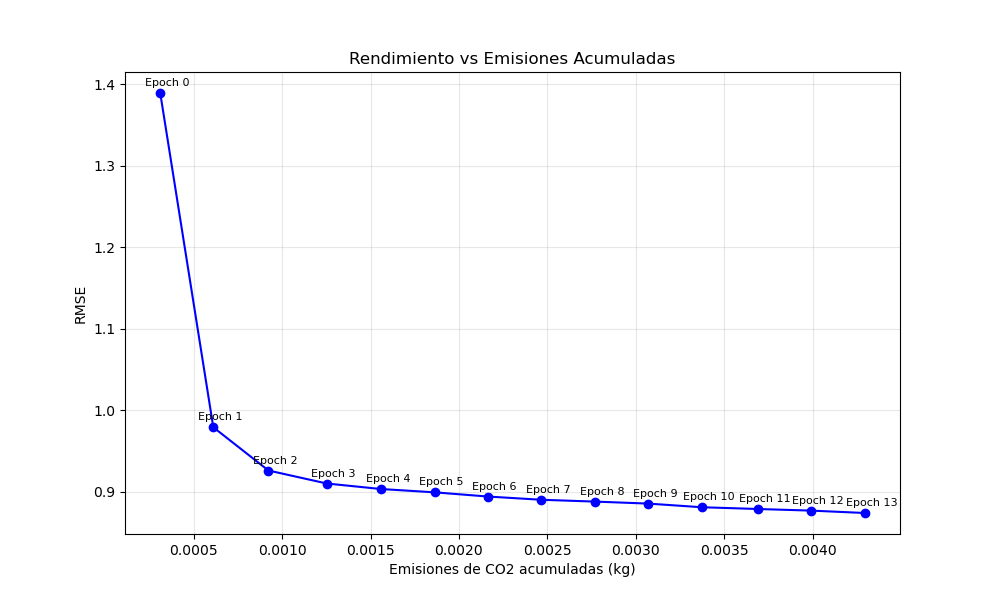 Rendimiento vs Emisiones Acumuladas
1.4
1.3
1.2
1.1
1.0
0.9
RMSE
Epoch 0
Epoch 1
Epoch 2
Epoch 3
Epoch 4
Epoch 5
Epoch 6
Epoch 7
Epoch 8
Epoch 9
Epoch 10
Epoch 11
Epoch 12
Epoch 13
0.0005 0.0010 0.0015 0.0020 0.0025 0.0030 0.0035 0.0040
Emisiones de CO2 acumuladas (kg)